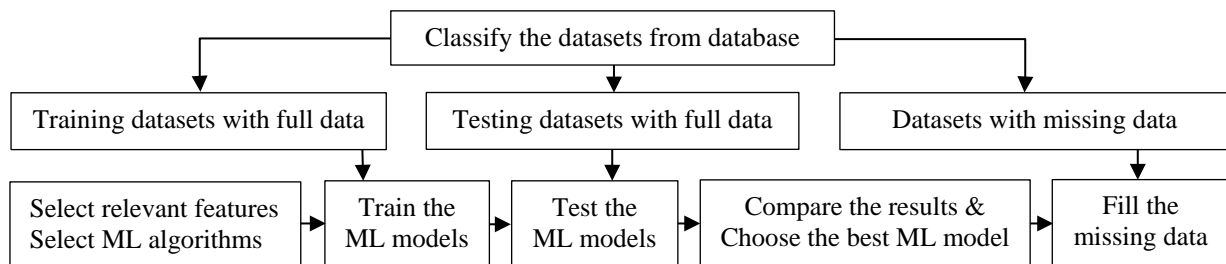 Classify the datasets from database
Training datasets with full data
Testing datasets with full data
Datasets with missing data
Select relevant features
Select ML algorithms
Train the
ML models
Test the
ML models
Compare the results &
Choose the best ML model
Fill the
missing data